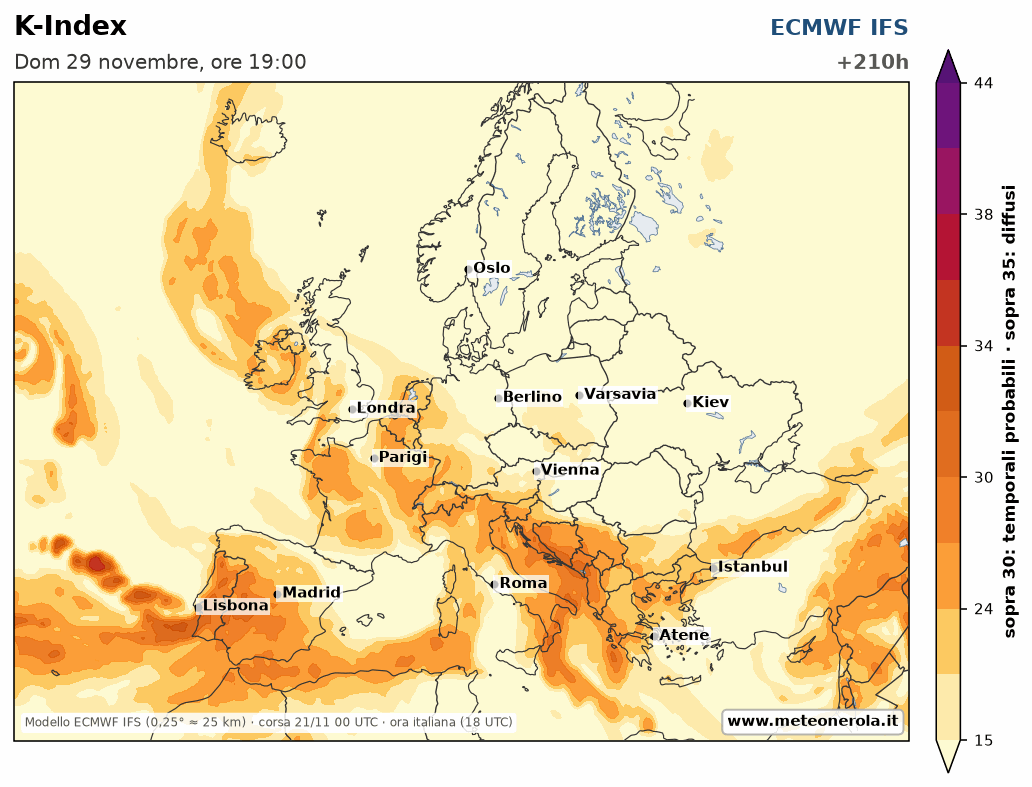 K-Index
ECMWF IFS
Dom 29 novembre, ore 19:00
+210h
44
38
34
30
24
15
sopra 30: temporali probabili · sopra 35: diffusi
Oslo
Berlino
Varsavia
Kiev
Londra
Parigi
Vienna
Istanbul
Roma
Madrid
Lisbona
Atene
Modello ECMWF IFS (0,25° ≈ 25 km) · corsa 21/11 00 UTC · ora italiana (18 UTC)
www.meteonerola.it